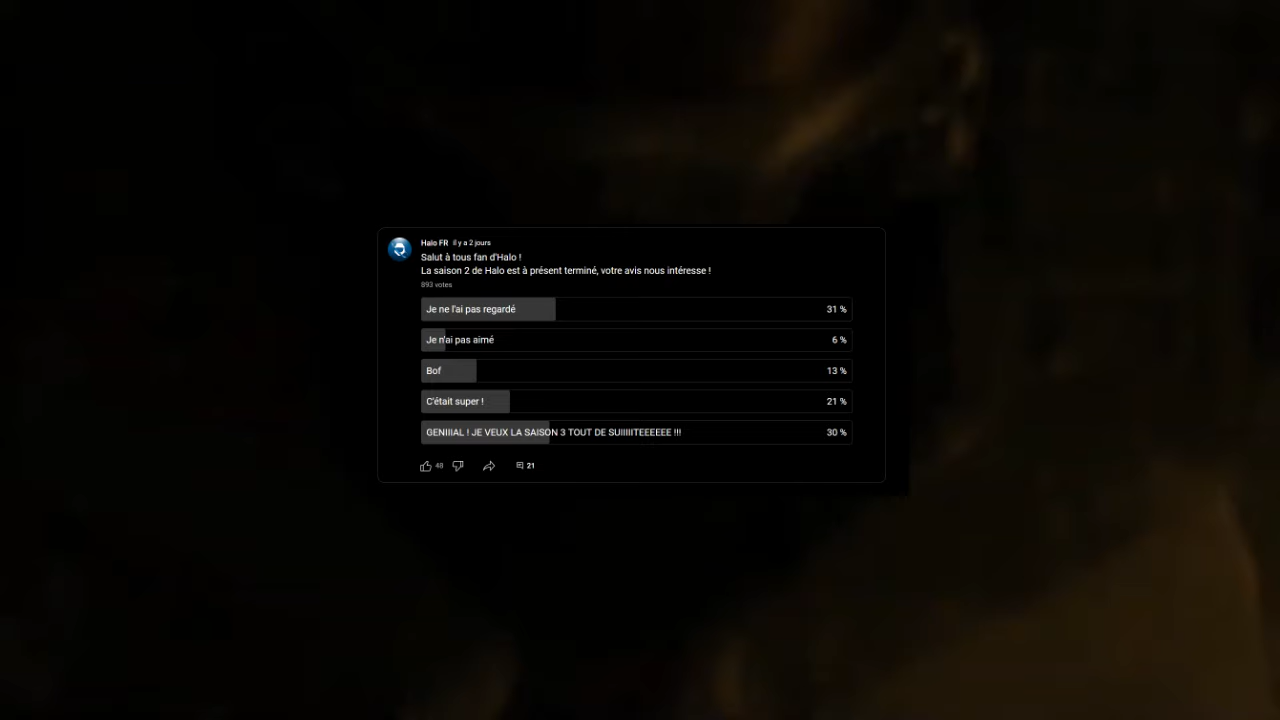 Halo FR il y a 2 jours
Salut à tous fan d'Halo !
La saison 2 de Halo est à présent terminé, votre avis nous intéresse !
893 votes
Je ne l'ai pas regardé 31 %
Je n'ai pas aimé 6 %
Bof 13 %
C'était super ! 21 %
GENIIIAL ! JE VEUX LA SAISON 3 TOUT DE SUIIIIITEEEEEE !!! 30 %
48 21